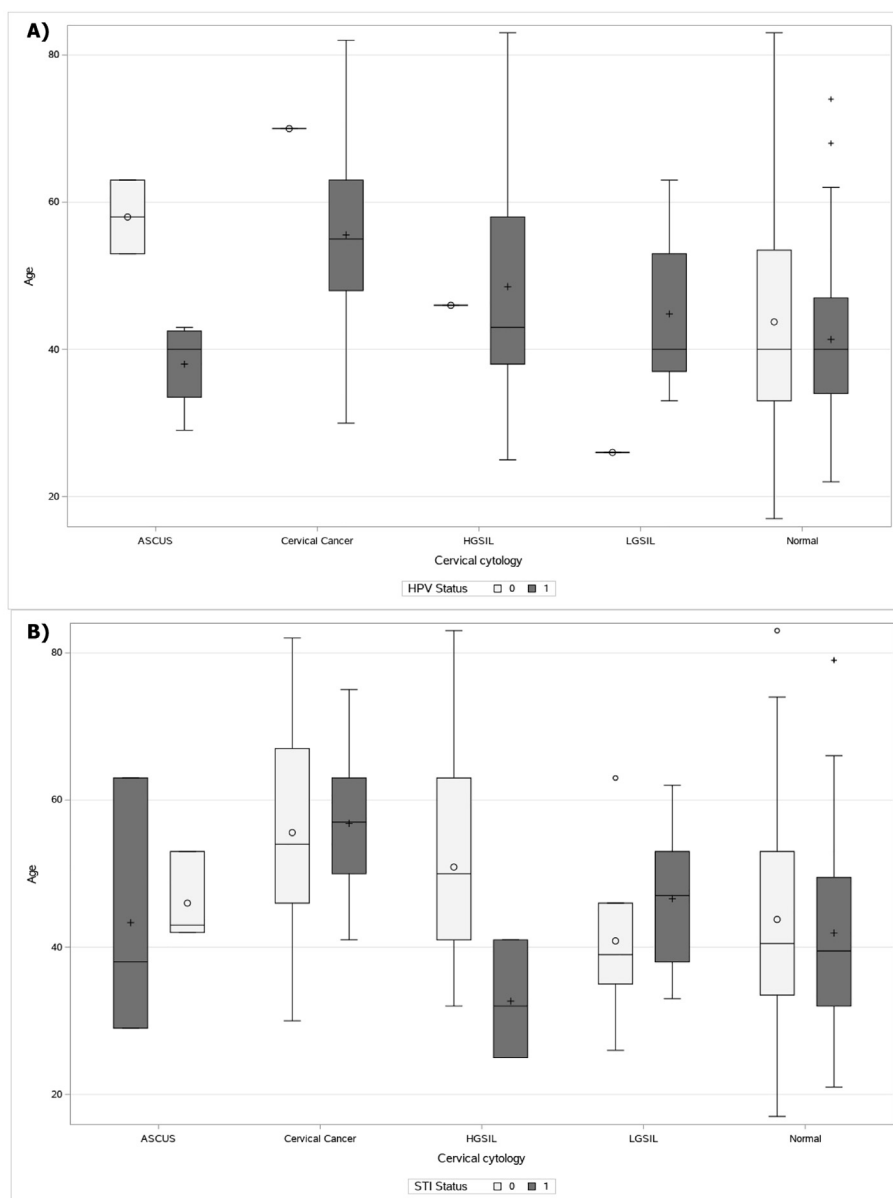 A)
80
60
40
20
Age
ASCUS Cervical Cancer HGSIL LGSIL Normal
Cervical cytology
HPV Status 0 1
B)
80
60
40
20
Age
ASCUS Cervical Cancer HGSIL LGSIL Normal
Cervical cytology
STI Status 0 1